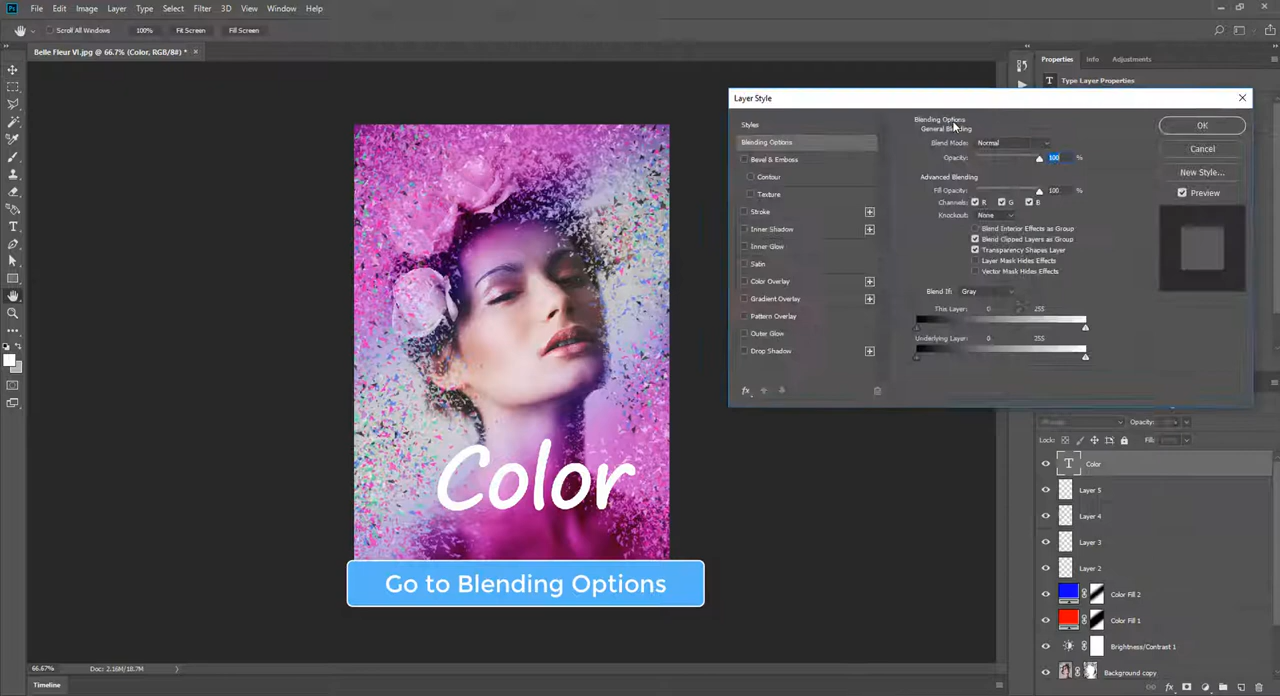 Ps File Edit Image Layer Type Select Filter 3D View Window Help
Scroll All Windows 100% Fit Screen Fill Screen
Belle Fleur VI.jpg @ 66.7% (Color, RGB/8#) * ×
Properties Info Adjustments
T Type Layer Properties
Layer Style
Styles
Blending Options
Bevel & Emboss
Contour
Texture
Stroke
Inner Shadow
Inner Glow
Satin
Color Overlay
Gradient Overlay
Pattern Overlay
Outer Glow
Drop Shadow
fx
Blending Options
General Blending
Blend Mode: Normal
Opacity: 100 %
Advanced Blending
Fill Opacity: 100 %
Channels: R G B
Knockout: None
Blend Interior Effects as Group
Blend Clipped Layers as Group
Transparency Shapes Layer
Layer Mask Hides Effects
Vector Mask Hides Effects
Blend If: Gray
This Layer: 0 255
Underlying Layer: 0 255
OK
Cancel
New Style...
Preview
Color
Go to Blending Options
Opacity:
Lock: Fill:
T Color
Layer 5
Layer 4
Layer 3
Layer 2
Color Fill 2
Color Fill 1
Brightness/Contrast 1
Background copy
fx
66.67% Doc: 2.16M/18.7M
Timeline